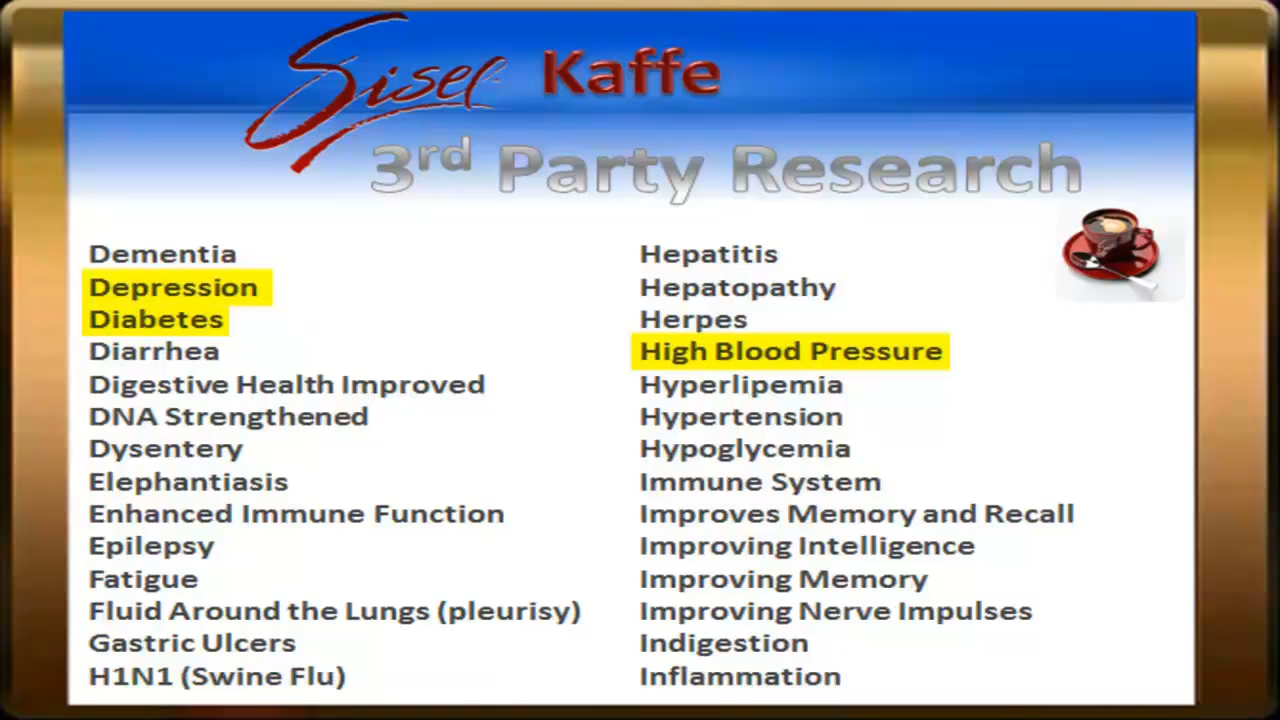 Sisel Kaffe
3rd Party Research
Dementia
Depression
Diabetes
Diarrhea
Digestive Health Improved
DNA Strengthened
Dysentery
Elephantiasis
Enhanced Immune Function
Epilepsy
Fatigue
Fluid Around the Lungs (pleurisy)
Gastric Ulcers
H1N1 (Swine Flu)
Hepatitis
Hepatopathy
Herpes
High Blood Pressure
Hyperlipemia
Hypertension
Hypoglycemia
Immune System
Improves Memory and Recall
Improving Intelligence
Improving Memory
Improving Nerve Impulses
Indigestion
Inflammation